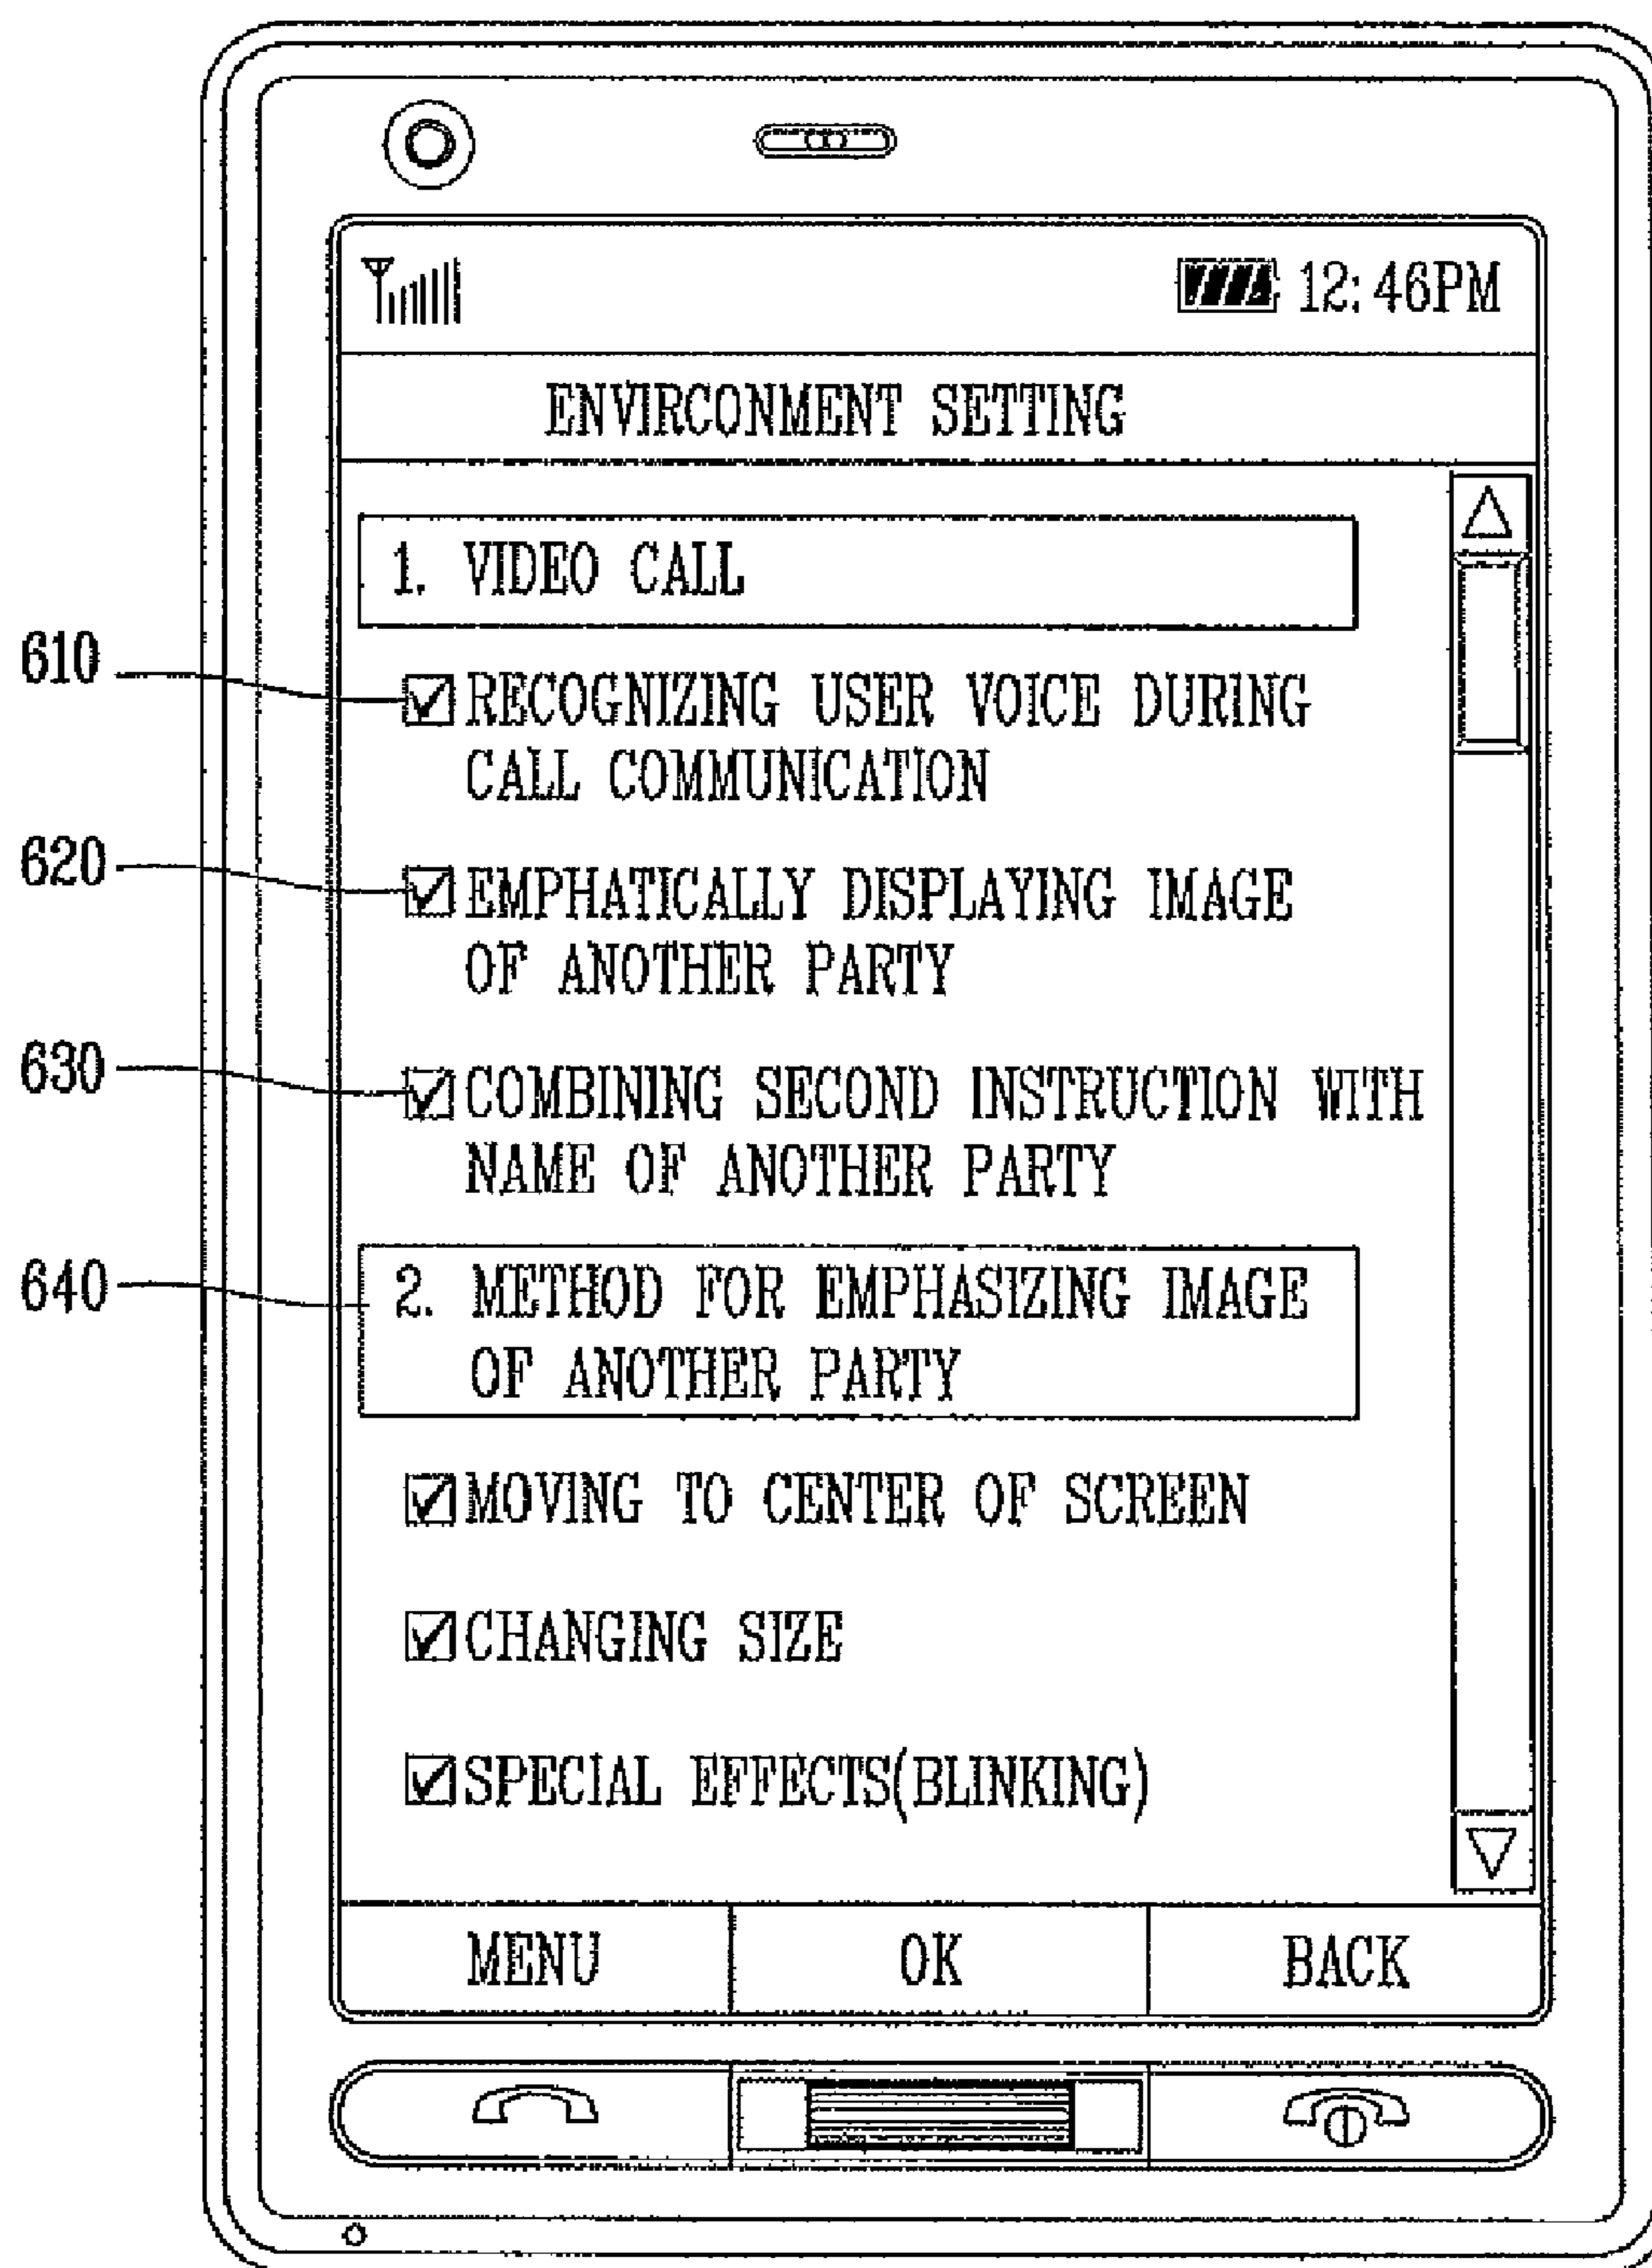 12:46PM
ENVIRCONMENT SETTING
1. VIDEO CALL
610
RECOGNIZING USER VOICE DURING
CALL COMMUNICATION
620
EMPHATICALLY DISPLAYING IMAGE
OF ANOTHER PARTY
630
COMBINING SECOND INSTRUCTION WITH
NAME OF ANOTHER PARTY
640
2. METHOD FOR EMPHASIZING IMAGE
OF ANOTHER PARTY
MOVING TO CENTER OF SCREEN
CHANGING SIZE
SPECIAL EFFECTS(BLINKING)
MENU OK BACK